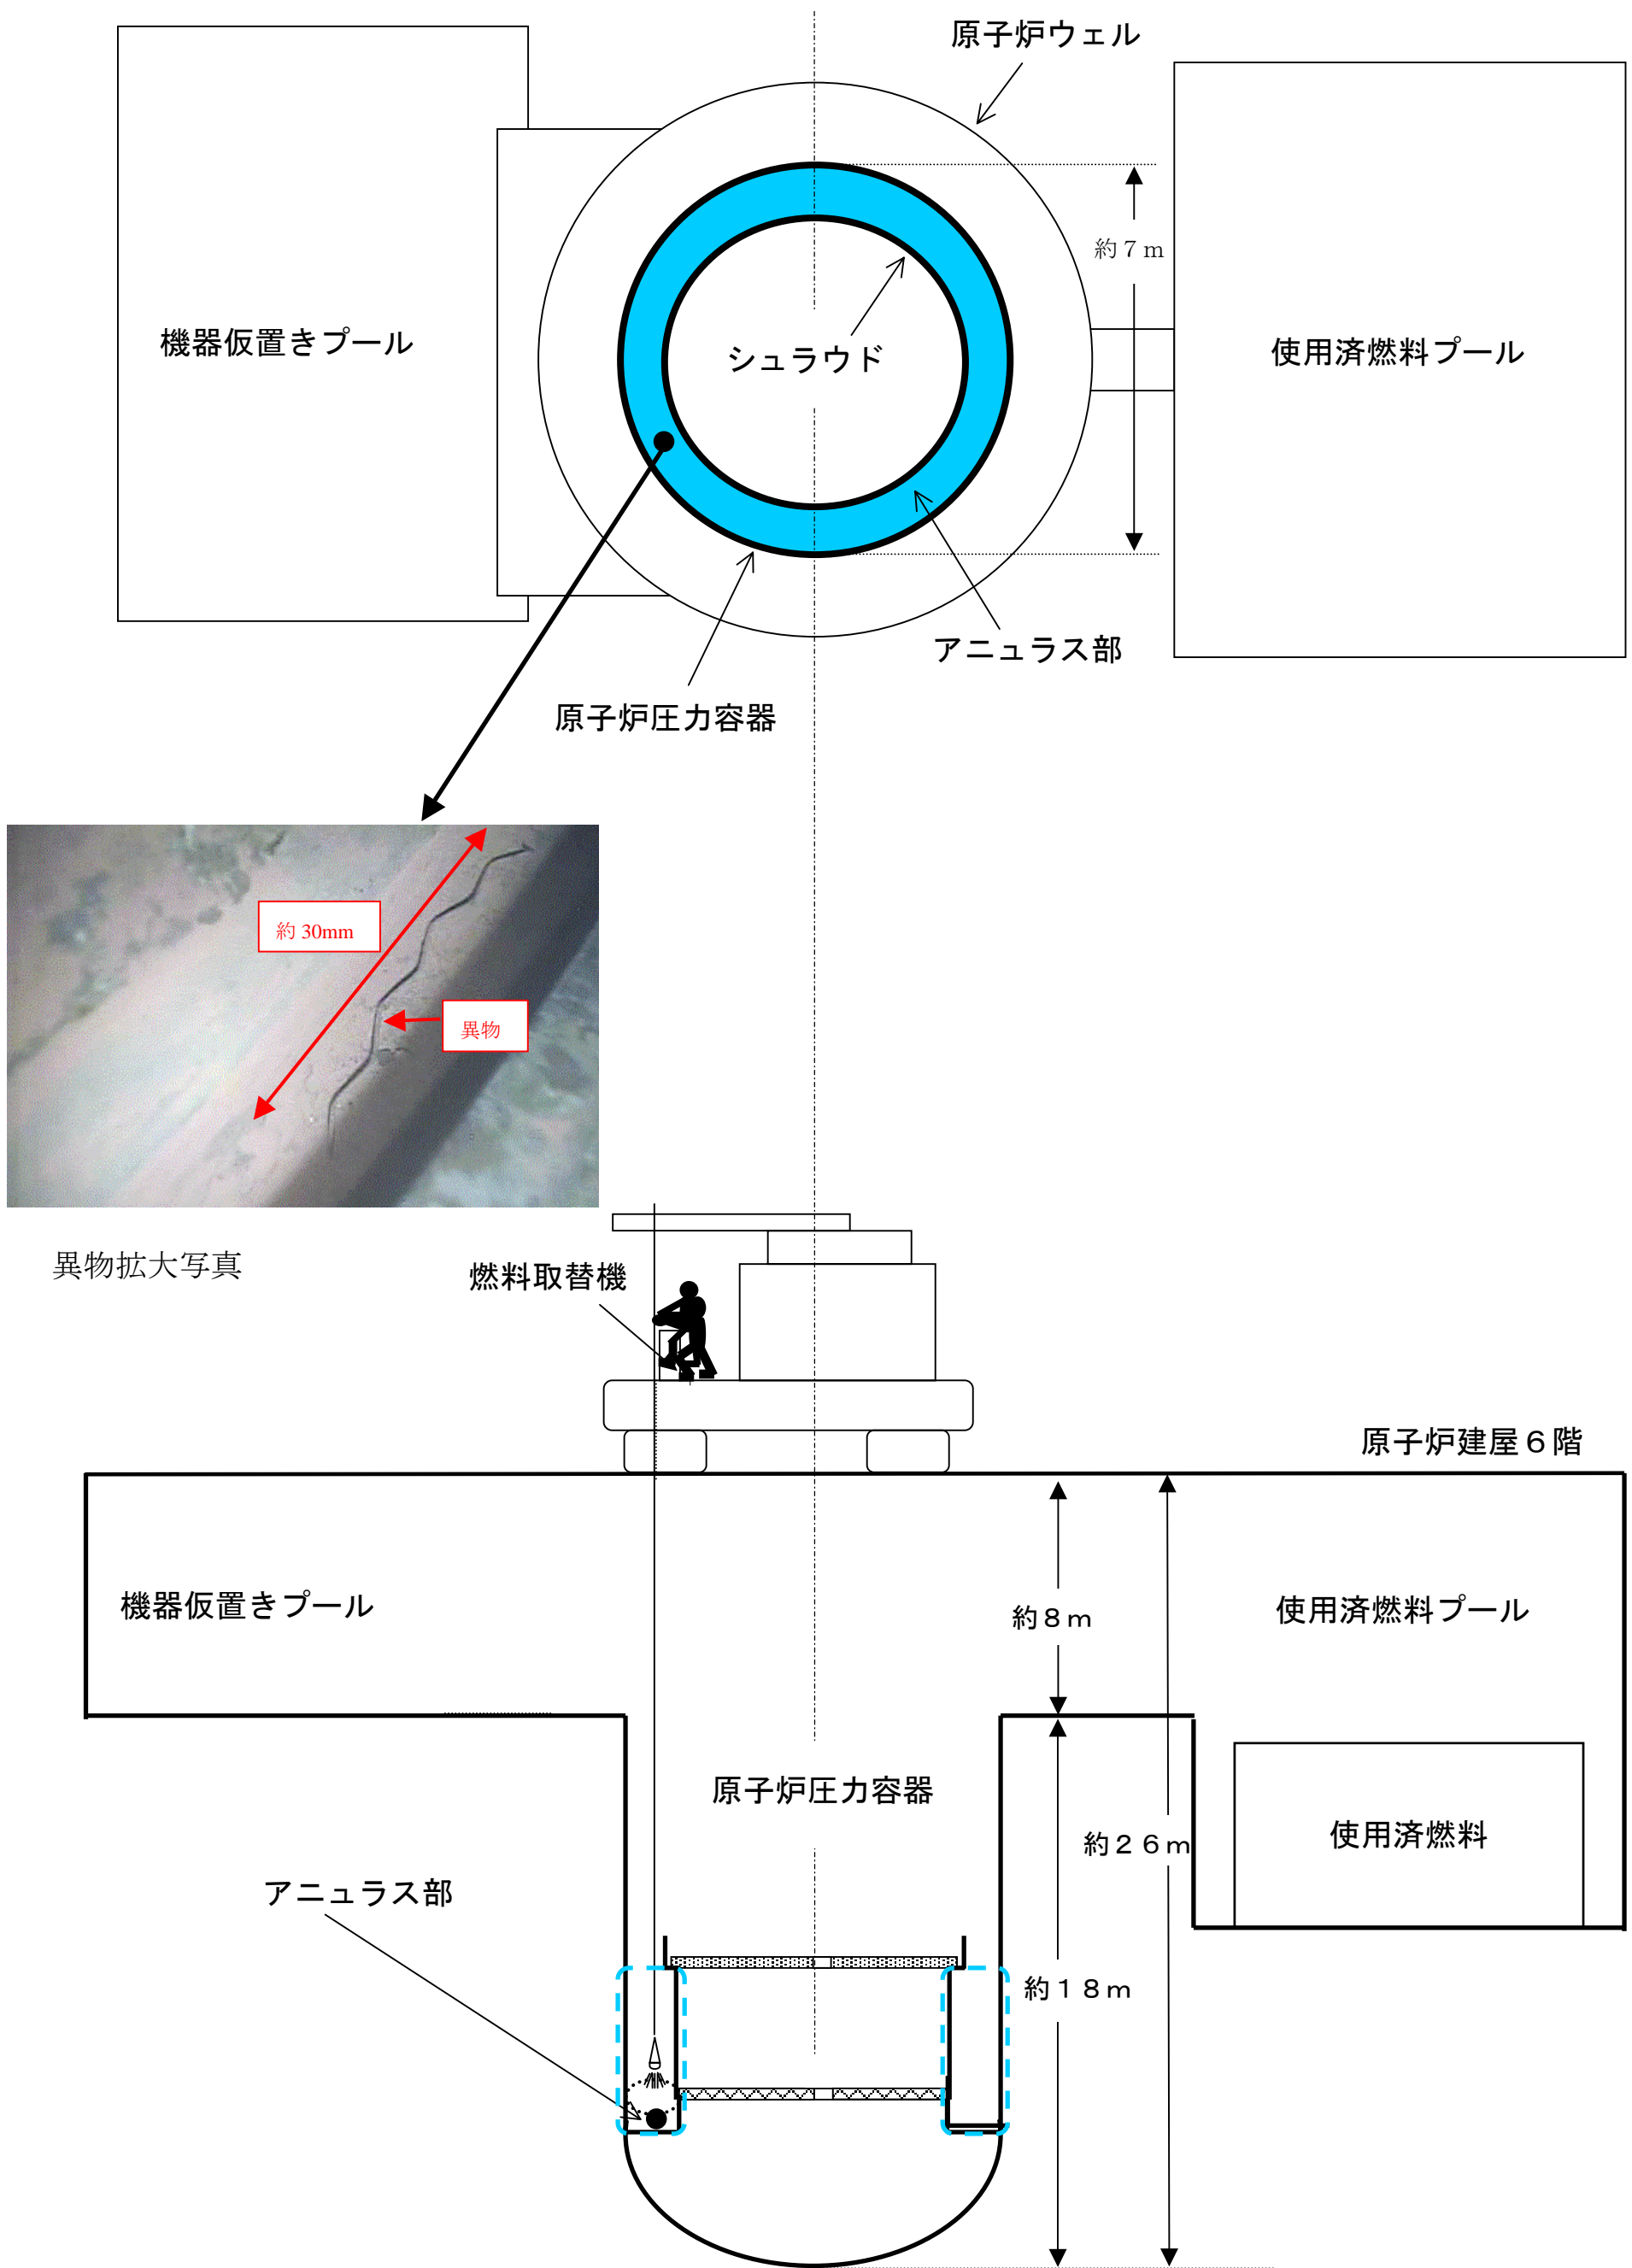 原子炉ウェル
約７ｍ
機器仮置きプール
シュラウド
使用済燃料プール
アニュラス部
原子炉圧力容器
約 30mm
異物
異物拡大写真
燃料取替機
原子炉建屋６階
機器仮置きプール
約８ｍ
使用済燃料プール
原子炉圧力容器
約２６ｍ
使用済燃料
アニュラス部
約１８ｍ